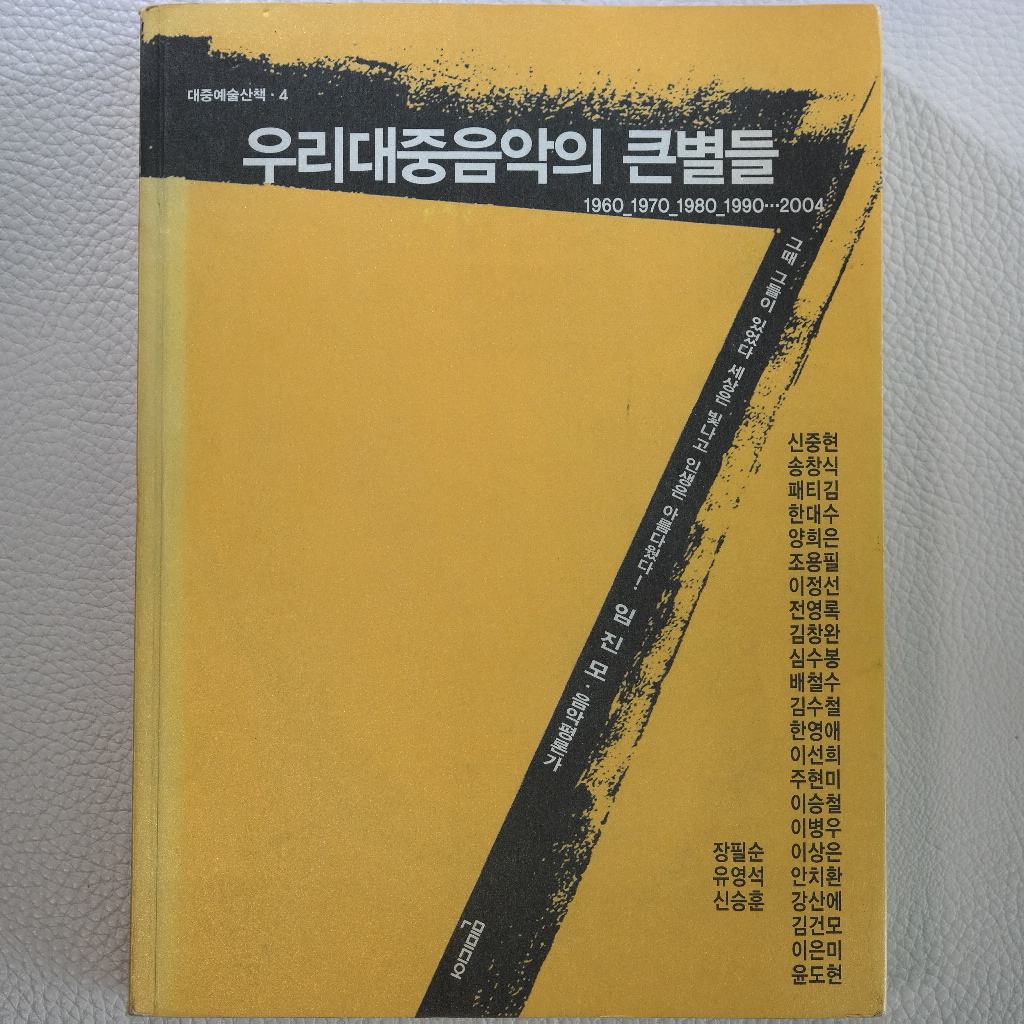 대중예술산책 · 4
우리대중음악의 큰별들
1960_1970_1980_1990…2004
그때 그들이 있었다 세상은 빛나고 인생은 아름다웠다! 임진모 · 음악평론가
신중현
송창식
패티김
한대수
양희은
조용필
이정선
전영록
김창완
심수봉
배철수
김수철
한영애
이선희
주현미
이승철
이병우
장필순 이상은
유영석 안치환
신승훈 강산에
김건모
이은미
윤도현
민미디어